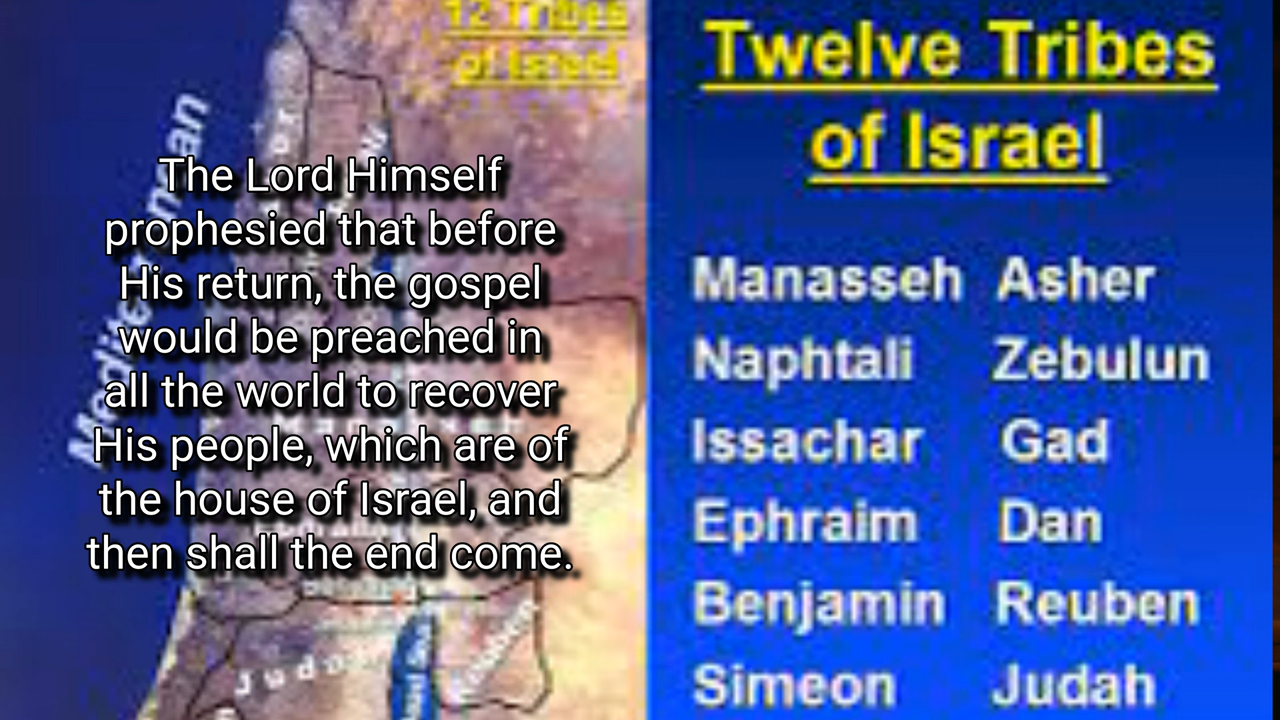 12 Tribes
of Israel
Mediterranean
The Lord Himself
prophesied that before
His return, the gospel
would be preached in
all the world to recover
His people, which are of
the house of Israel, and
then shall the end come.
Judah
Twelve Tribes
of Israel
Manasseh Asher
Naphtali Zebulun
Issachar Gad
Ephraim Dan
Benjamin Reuben
Simeon Judah